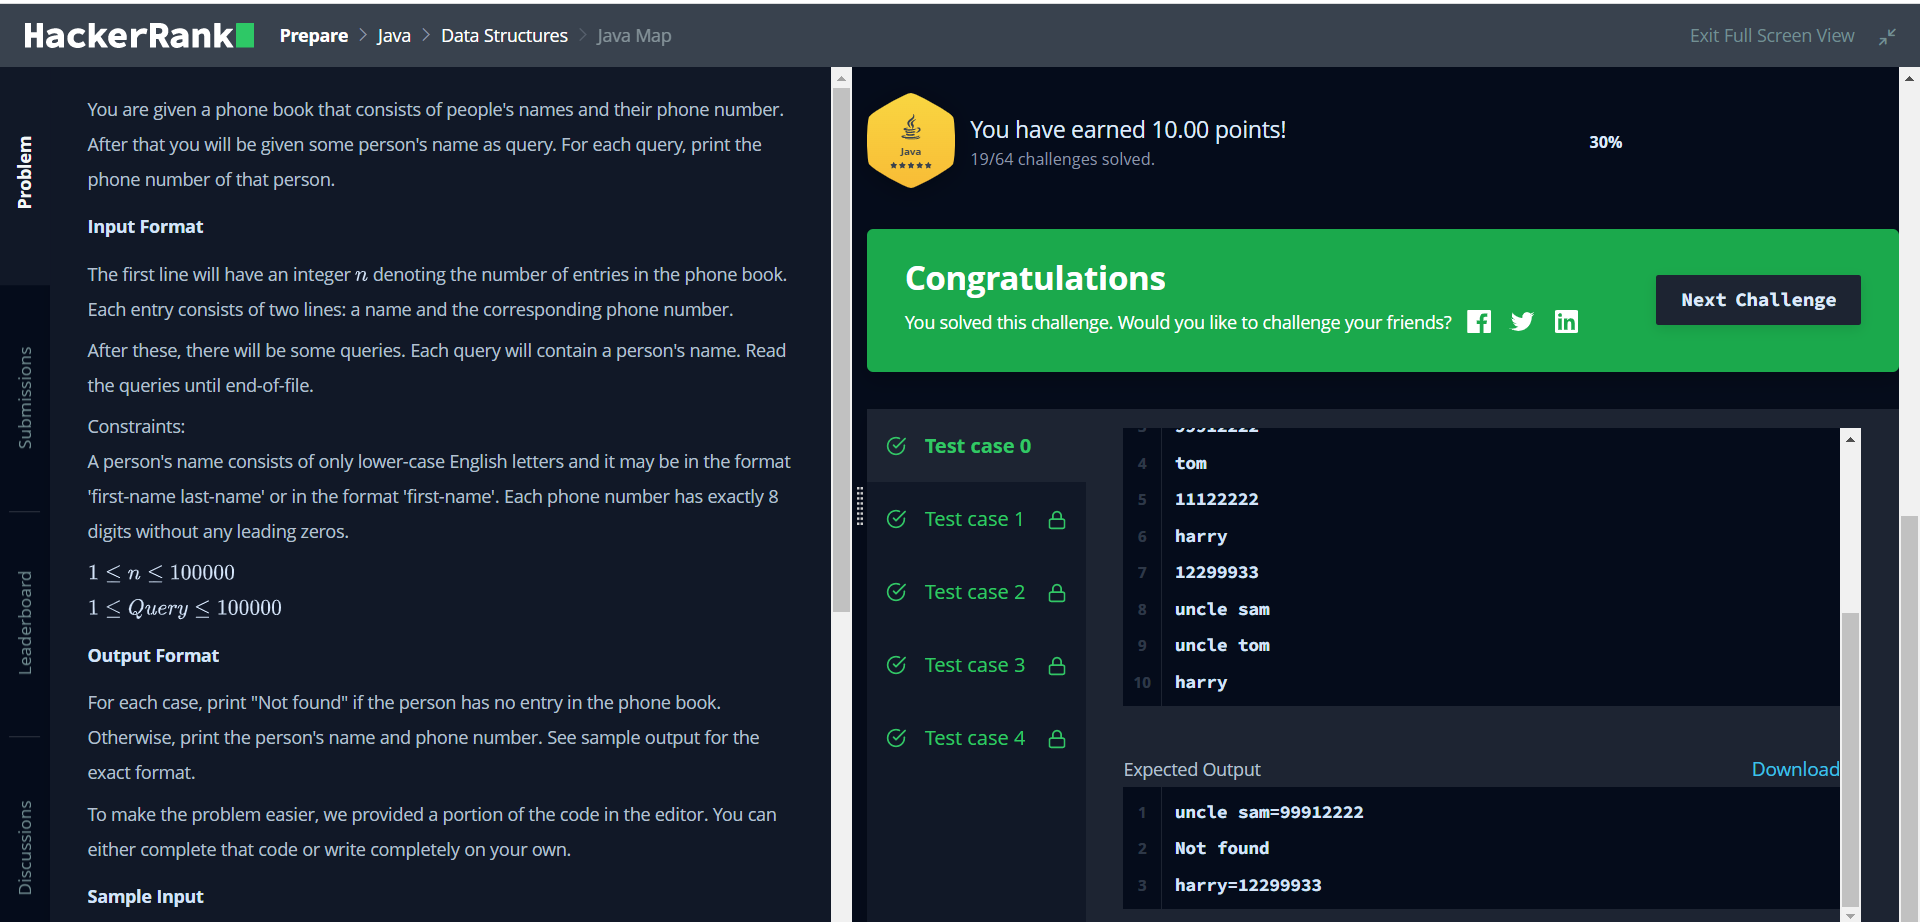 HackerRank
Prepare > Java > Data Structures > Java Map
Exit Full Screen View
Problem
Submissions
Leaderboard
Discussions
You are given a phone book that consists of people's names and their phone number.
After that you will be given some person's name as query. For each query, print the
phone number of that person.
Input Format
The first line will have an integer n denoting the number of entries in the phone book.
Each entry consists of two lines: a name and the corresponding phone number.
After these, there will be some queries. Each query will contain a person's name. Read
the queries until end-of-file.
Constraints:
A person's name consists of only lower-case English letters and it may be in the format
'first-name last-name' or in the format 'first-name'. Each phone number has exactly 8
digits without any leading zeros.
1 ≤ n ≤ 100000
1 ≤ Query ≤ 100000
Output Format
For each case, print "Not found" if the person has no entry in the phone book.
Otherwise, print the person's name and phone number. See sample output for the
exact format.
To make the problem easier, we provided a portion of the code in the editor. You can
either complete that code or write completely on your own.
Sample Input
Java
You have earned 10.00 points!
19/64 challenges solved.
30%
Congratulations
You solved this challenge. Would you like to challenge your friends?
Next Challenge
Test case 0
Test case 1
Test case 2
Test case 3
Test case 4
3 99912222
4 tom
5 11122222
6 harry
7 12299933
8 uncle sam
9 uncle tom
10 harry
Expected Output
Download
1 uncle sam=99912222
2 Not found
3 harry=12299933